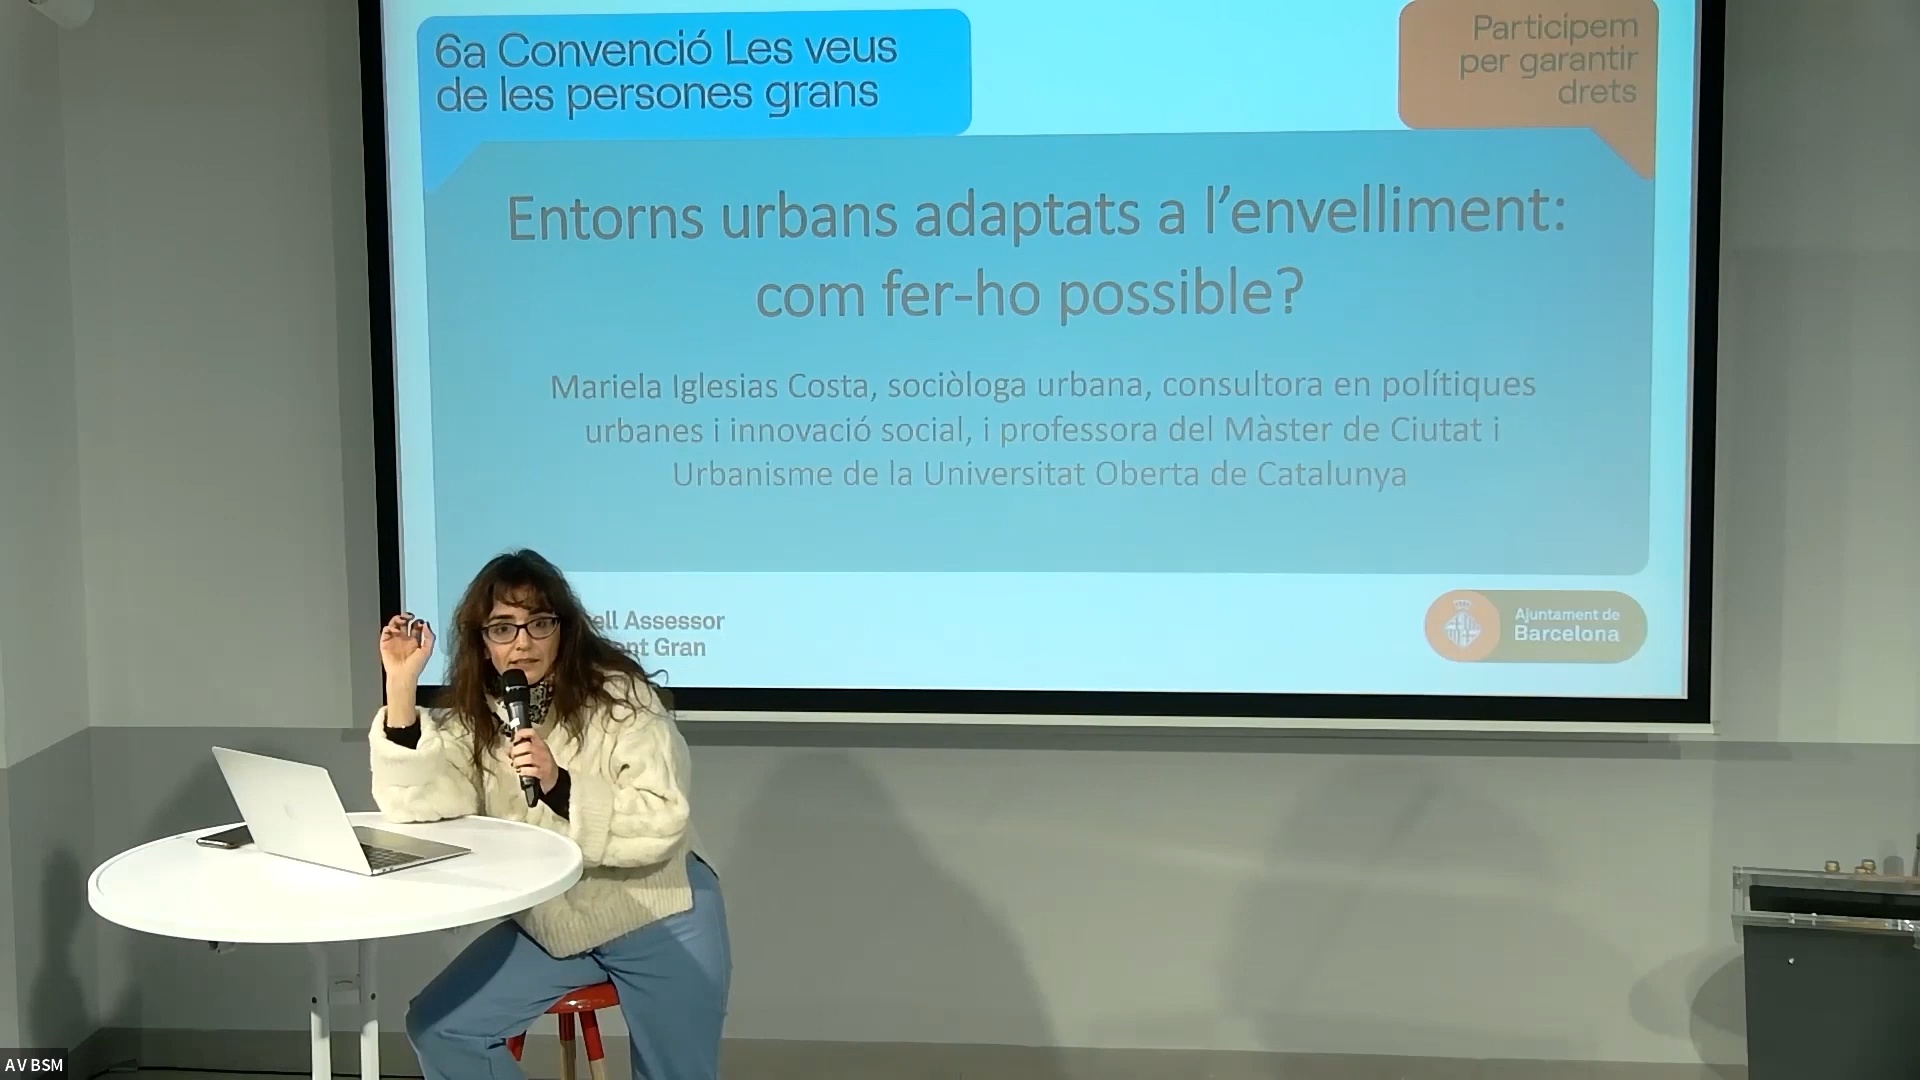 6a Convenció Les veus
de les persones grans
Participem
per garantir
drets
Entorns urbans adaptats a l’envelliment:
com fer-ho possible?
Mariela Iglesias Costa, sociòloga urbana, consultora en polítiques
urbanes i innovació social, i professora del Màster de Ciutat i
Urbanisme de la Universitat Oberta de Catalunya
Assessor
Gran
Ajuntament de
Barcelona
AV BSM